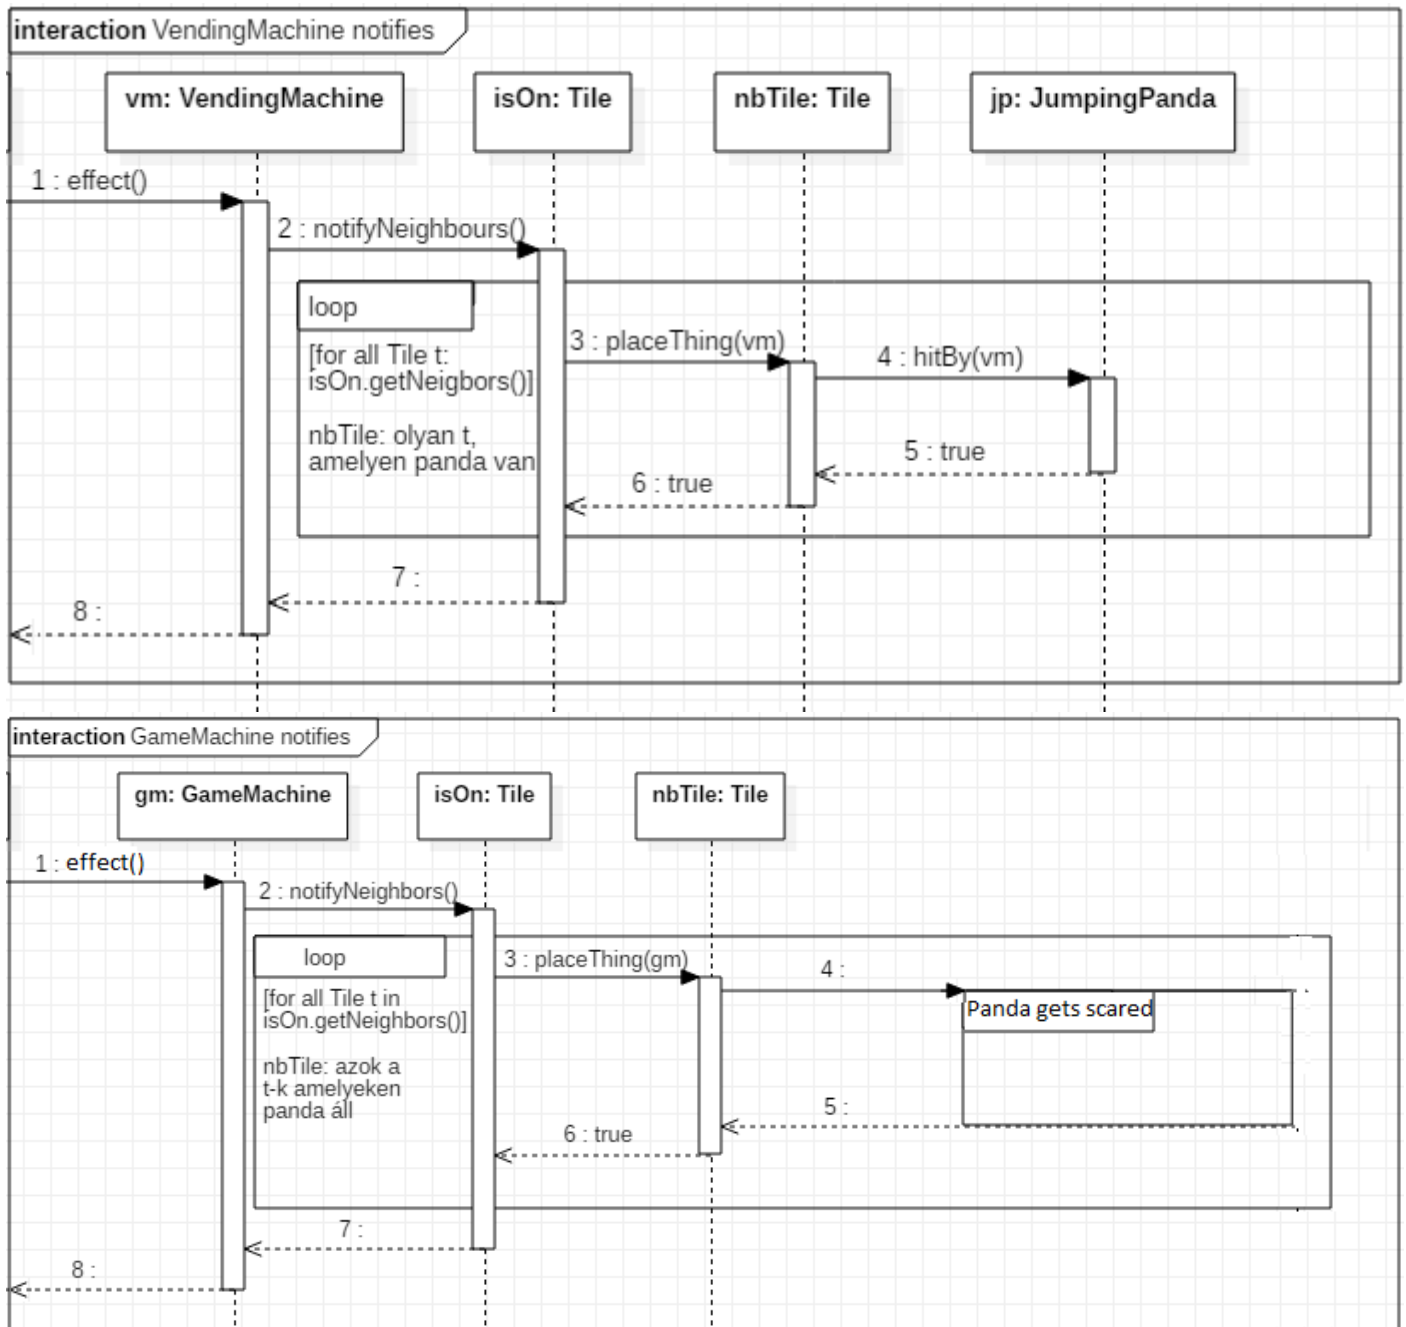 interaction VendingMachine notifies
vm: VendingMachine
isOn: Tile
nbTile: Tile
jp: JumpingPanda
1 : effect()
2 : notifyNeighbours()
loop
[for all Tile t:
isOn.getNeigbors()]
nbTile: olyan t,
amelyen panda van
3 : placeThing(vm)
4 : hitBy(vm)
5 : true
6 : true
7 :
8 :
interaction GameMachine notifies
gm: GameMachine
isOn: Tile
nbTile: Tile
1 : effect()
2 : notifyNeighbors()
loop
[for all Tile t in
isOn.getNeighbors()]
nbTile: azok a
t-k amelyeken
panda áll
3 : placeThing(gm)
4 :
Panda gets scared
5 :
6 : true
7 :
8 :